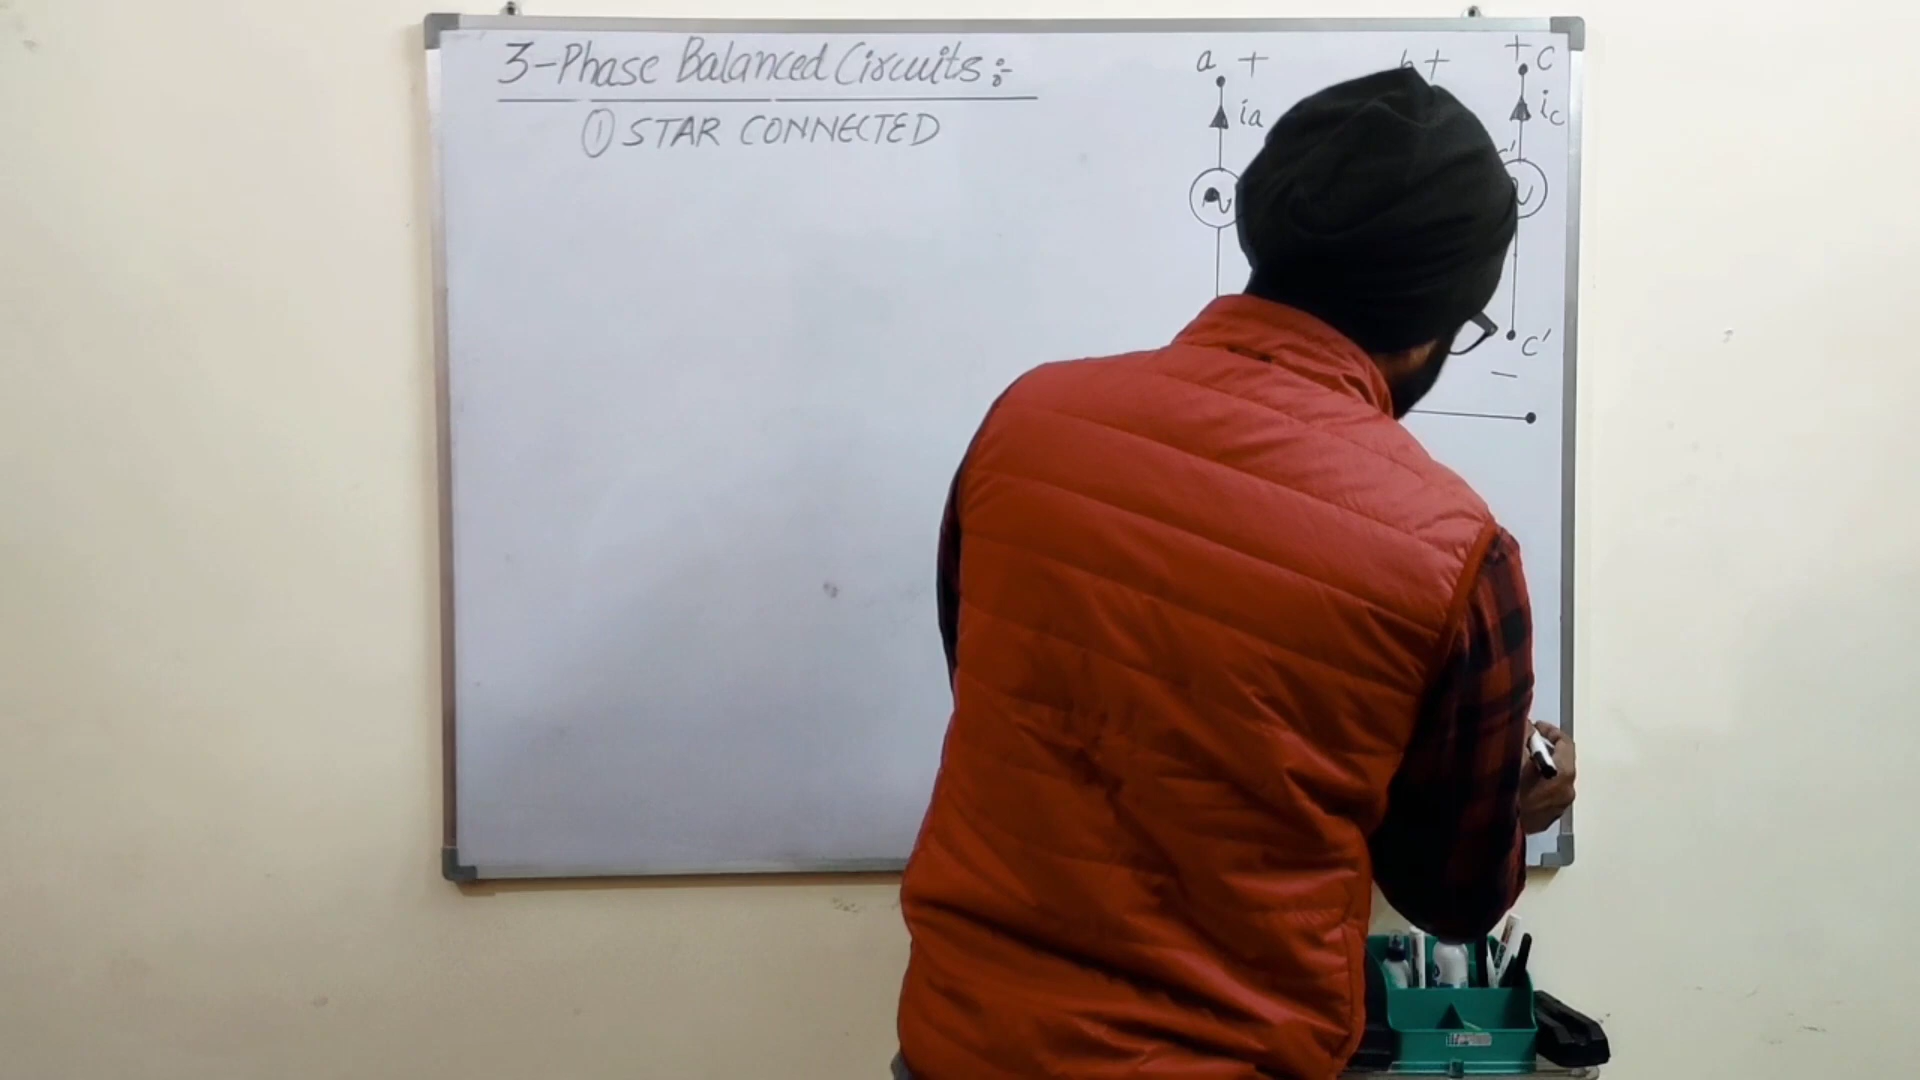 3-Phase Balanced Circuits :-
① STAR CONNECTED
a +
b +
+ c
ia
ic
c'
-